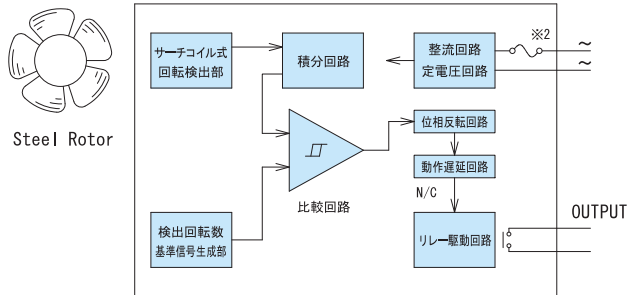 サーチコイル式
回転検出部
積分回路
整流回路
定電圧回路
※2
~
~
Steel Rotor
位相反転回路
動作遅延回路
比較回路
N/C
検出回転数
基準信号生成部
リレー駆動回路
OUTPUT